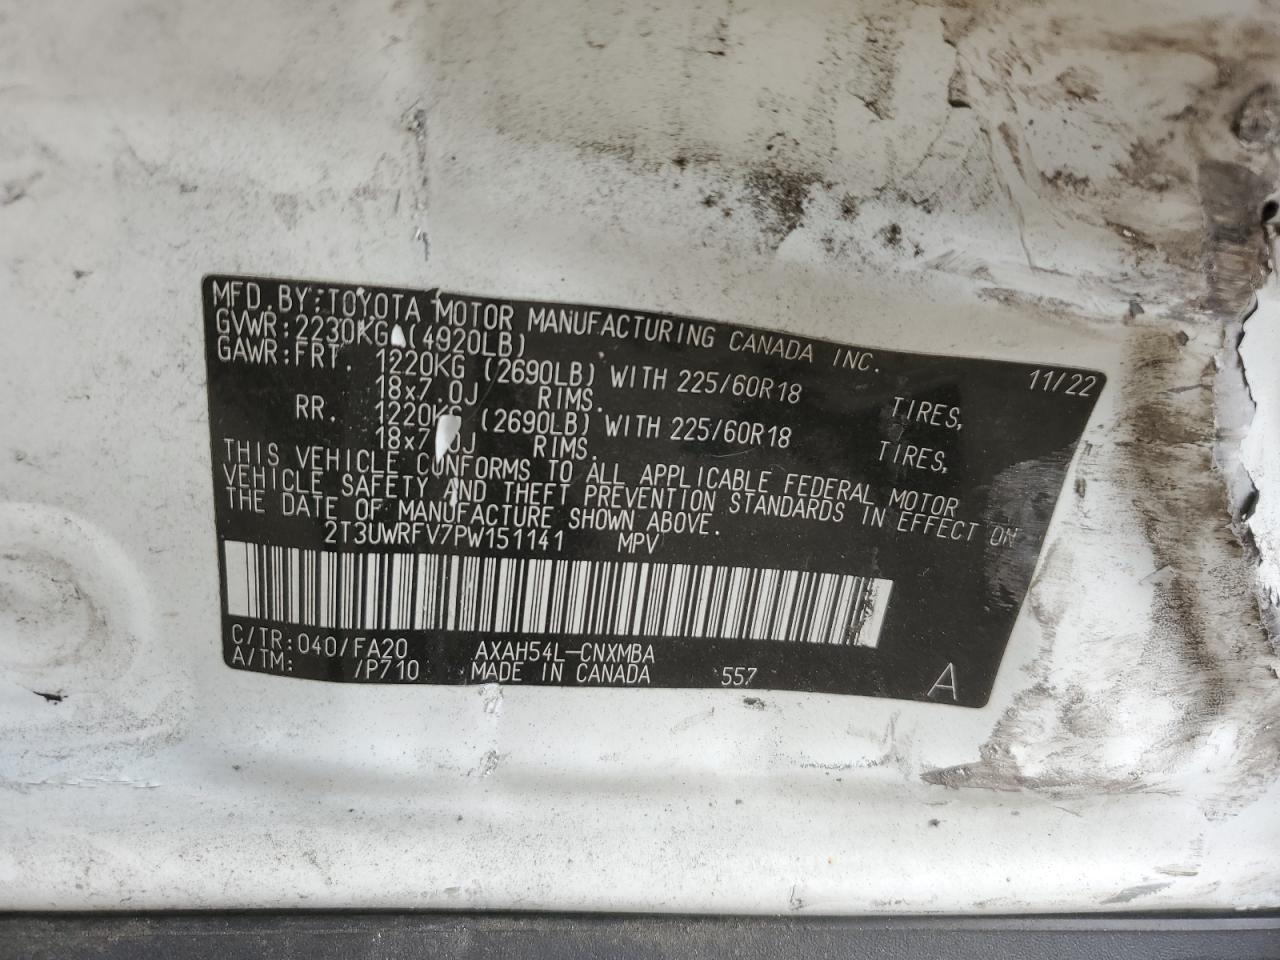 MFD.BY:TOYOTA MOTOR MANUFACTURING CANADA INC. 11/22
GVWR:2230KG (4920LB)
GAWR:FRT. 1220KG (2690LB) WITH 225/60R18 TIRES,
18x7.0J RIMS.
RR. 1220KG (2690LB) WITH 225/60R18 TIRES,
18x7.0J RIMS.
THIS VEHICLE CONFORMS TO ALL APPLICABLE FEDERAL MOTOR
VEHICLE SAFETY AND THEFT PREVENTION STANDARDS IN EFFECT ON
THE DATE OF MANUFACTURE SHOWN ABOVE.
2T3UWRFV7PW151141 MPV
C/TR:040/FA20 AXAH54L-CNXMBA
A/TM: /P710 MADE IN CANADA 557 A